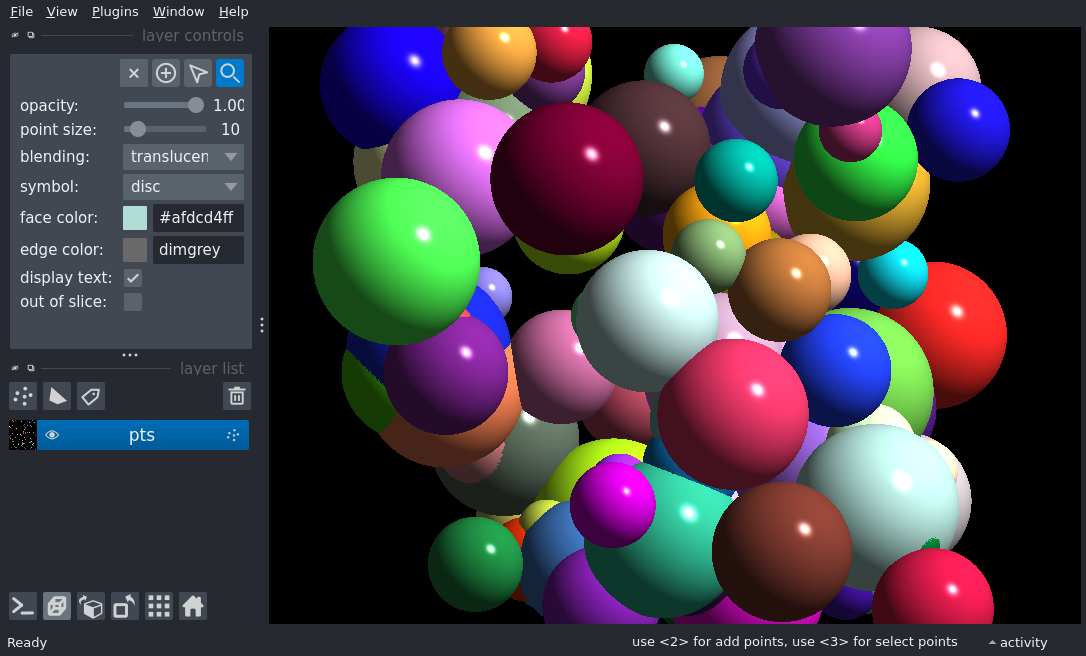 File View Plugins Window Help
layer controls
opacity: 1.00
point size: 10
blending: translucen
symbol: disc
face color: #afdcd4ff
edge color: dimgrey
display text:
out of slice:
layer list
pts
Ready
use <2> for add points, use <3> for select points
activity